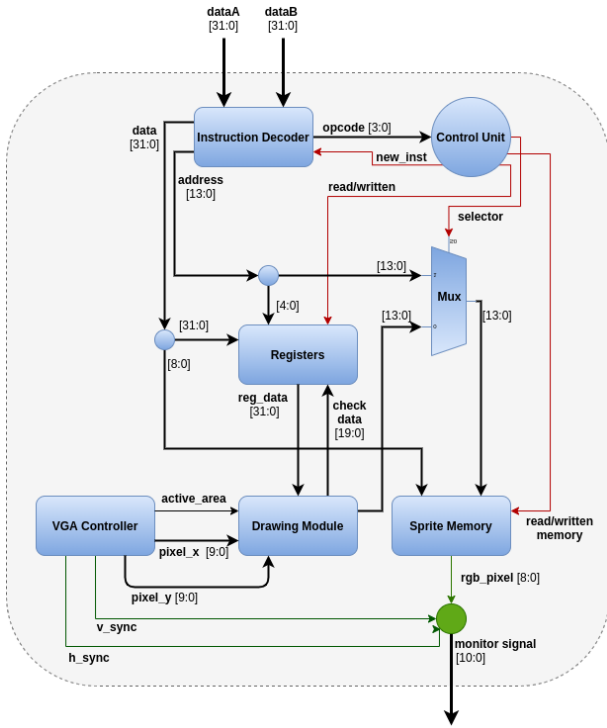 dataA
[31:0]
dataB
[31:0]
data
[31:0]
Instruction Decoder
opcode [3:0]
Control Unit
new_inst
address
[13:0]
read/written
selector
20
[13:0]
Mux
[4:0]
[13:0]
0
[13:0]
[31:0]
[8:0]
Registers
reg_data
[31:0]
check
data
[19:0]
active_area
VGA Controller
Drawing Module
Sprite Memory
pixel_x [9:0]
read/written
memory
pixel_y [9:0]
rgb_pixel [8:0]
v_sync
h_sync
monitor signal
[10:0]